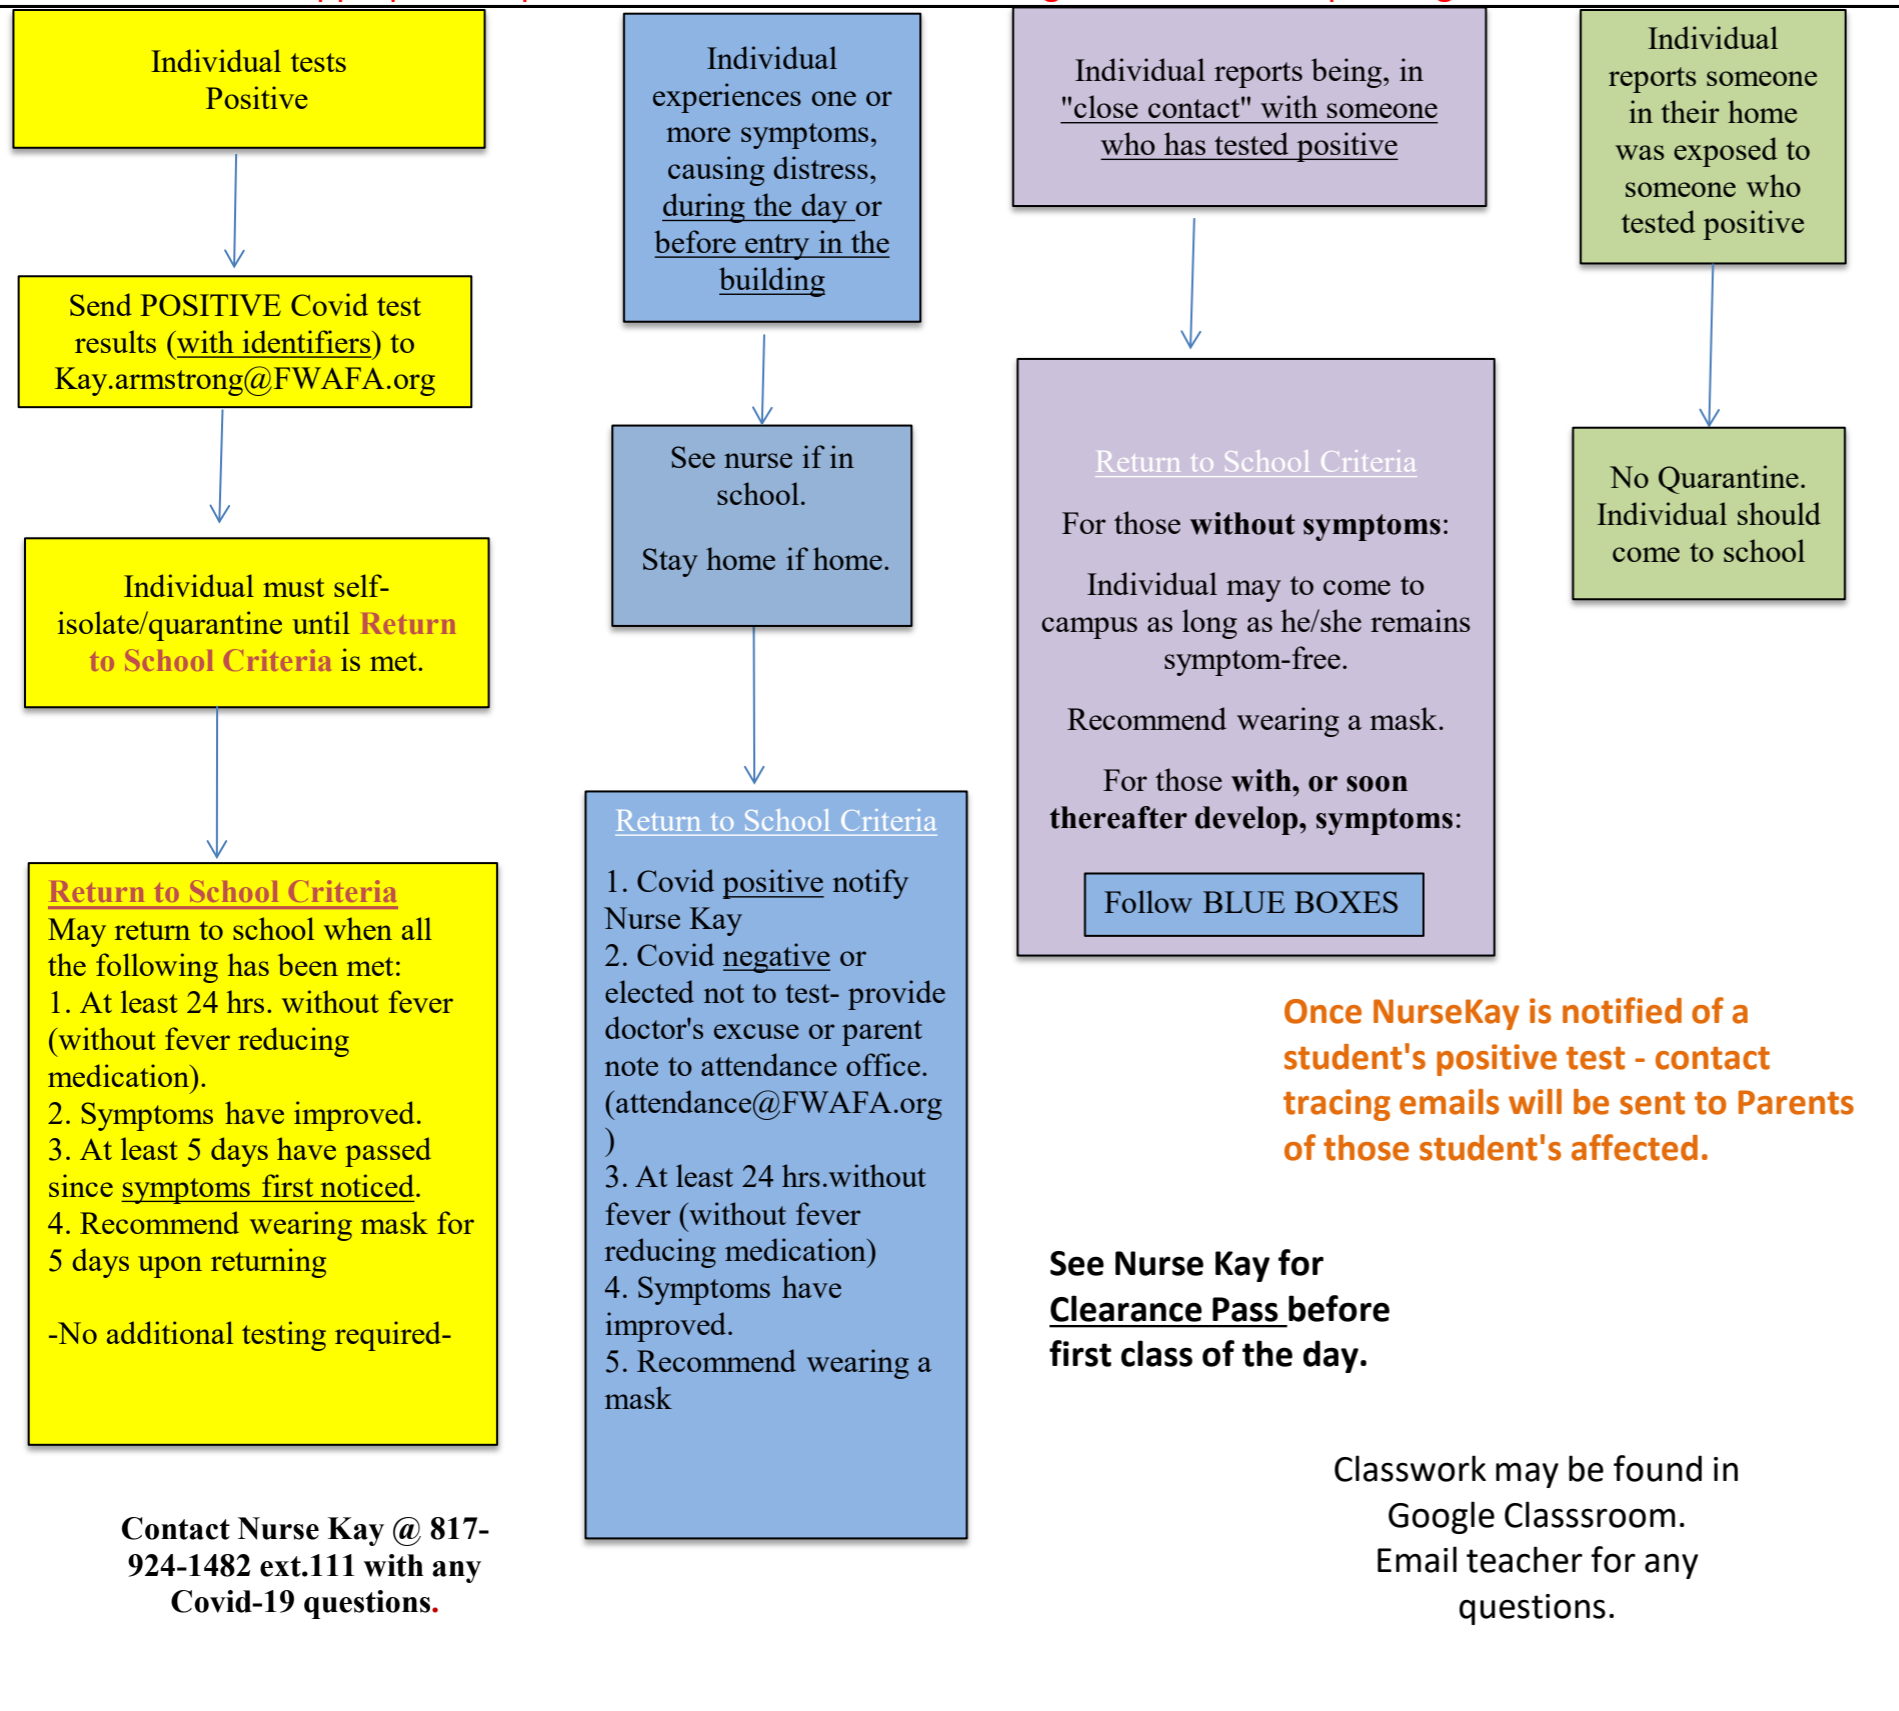 Individual tests
Positive
Send POSITIVE Covid test
results (with identifiers) to
Kay.armstrong@FWAFA.org
Individual must self-
isolate/quarantine until Return
to School Criteria is met.
Return to School Criteria
May return to school when all
the following has been met:
1. At least 24 hrs. without fever
(without fever reducing
medication).
2. Symptoms have improved.
3. At least 5 days have passed
since symptoms first noticed.
4. Recommend wearing mask for
5 days upon returning
-No additional testing required-
Contact Nurse Kay @ 817-
924-1482 ext.111 with any
Covid-19 questions.
Individual
experiences one or
more symptoms,
causing distress,
during the day or
before entry in the
building
See nurse if in
school.
Stay home if home.
Return to School Criteria
1. Covid positive notify
Nurse Kay
2. Covid negative or
elected not to test- provide
doctor's excuse or parent
note to attendance office.
(attendance@FWAFA.org
)
3. At least 24 hrs.without
fever (without fever
reducing medication)
4. Symptoms have
improved.
5. Recommend wearing a
mask
Individual reports being, in
"close contact" with someone
who has tested positive
Return to School Criteria
For those without symptoms:
Individual may to come to
campus as long as he/she remains
symptom-free.
Recommend wearing a mask.
For those with, or soon
thereafter develop, symptoms:
Follow BLUE BOXES
Individual
reports someone
in their home
was exposed to
someone who
tested positive
No Quarantine.
Individual should
come to school
Once NurseKay is notified of a
student's positive test - contact
tracing emails will be sent to Parents
of those student's affected.
See Nurse Kay for
Clearance Pass before
first class of the day.
Classwork may be found in
Google Classsroom.
Email teacher for any
questions.